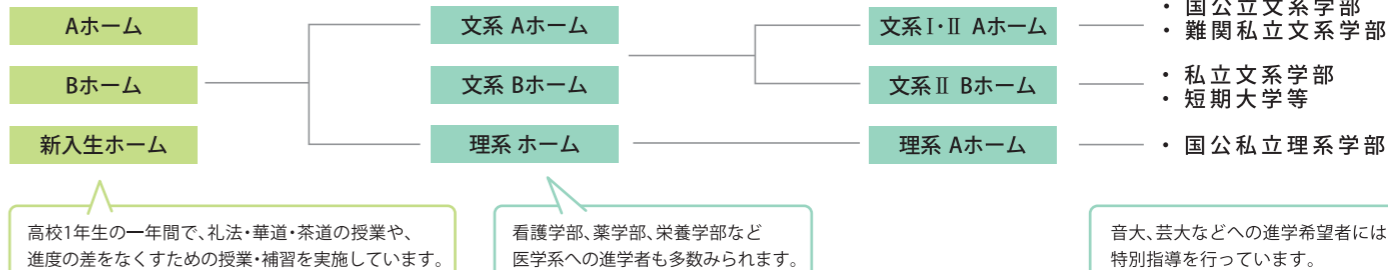 Aホーム
Bホーム
新入生ホーム
文系 Aホーム
文系 Bホーム
理系 ホーム
文系Ⅰ・Ⅱ Aホーム
文系Ⅱ Bホーム
理系 Aホーム
・ 国公立文系学部
・ 難関私立文系学部
・ 私立文系学部
・ 短期大学等
・ 国公私立理系学部
高校1年生の一年間で、礼法・華道・茶道の授業や、
進度の差をなくすための授業・補習を実施しています。
看護学部、薬学部、栄養学部など
医学系への進学者も多数みられます。
音大、芸大などへの進学希望者には
特別指導を行っています。